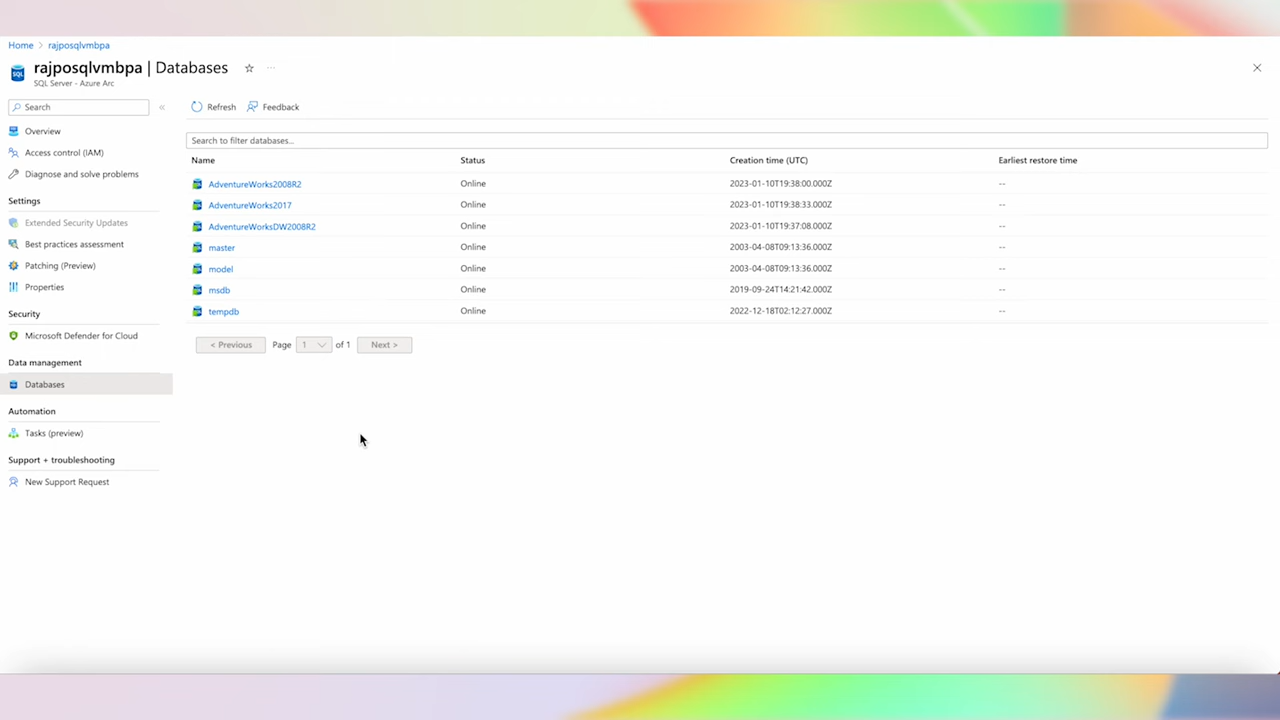 Home > rajposqlvmbpa
rajposqlvmbpa | Databases
SQL Server - Azure Arc
Search
Overview
Access control (IAM)
Diagnose and solve problems
Settings
Extended Security Updates
Best practices assessment
Patching (Preview)
Properties
Security
Microsoft Defender for Cloud
Data management
Databases
Automation
Tasks (preview)
Support + troubleshooting
New Support Request
Refresh Feedback
Search to filter databases...
Name Status Creation time (UTC) Earliest restore time
AdventureWorks2008R2 Online 2023-01-10T19:38:00.000Z --
AdventureWorks2017 Online 2023-01-10T19:38:33.000Z --
AdventureWorksDW2008R2 Online 2023-01-10T19:37:08.000Z --
master Online 2003-04-08T09:13:36.000Z --
model Online 2003-04-08T09:13:36.000Z --
msdb Online 2019-09-24T14:21:42.000Z --
tempdb Online 2022-12-18T02:12:27.000Z --
< Previous Page 1 of 1 Next >